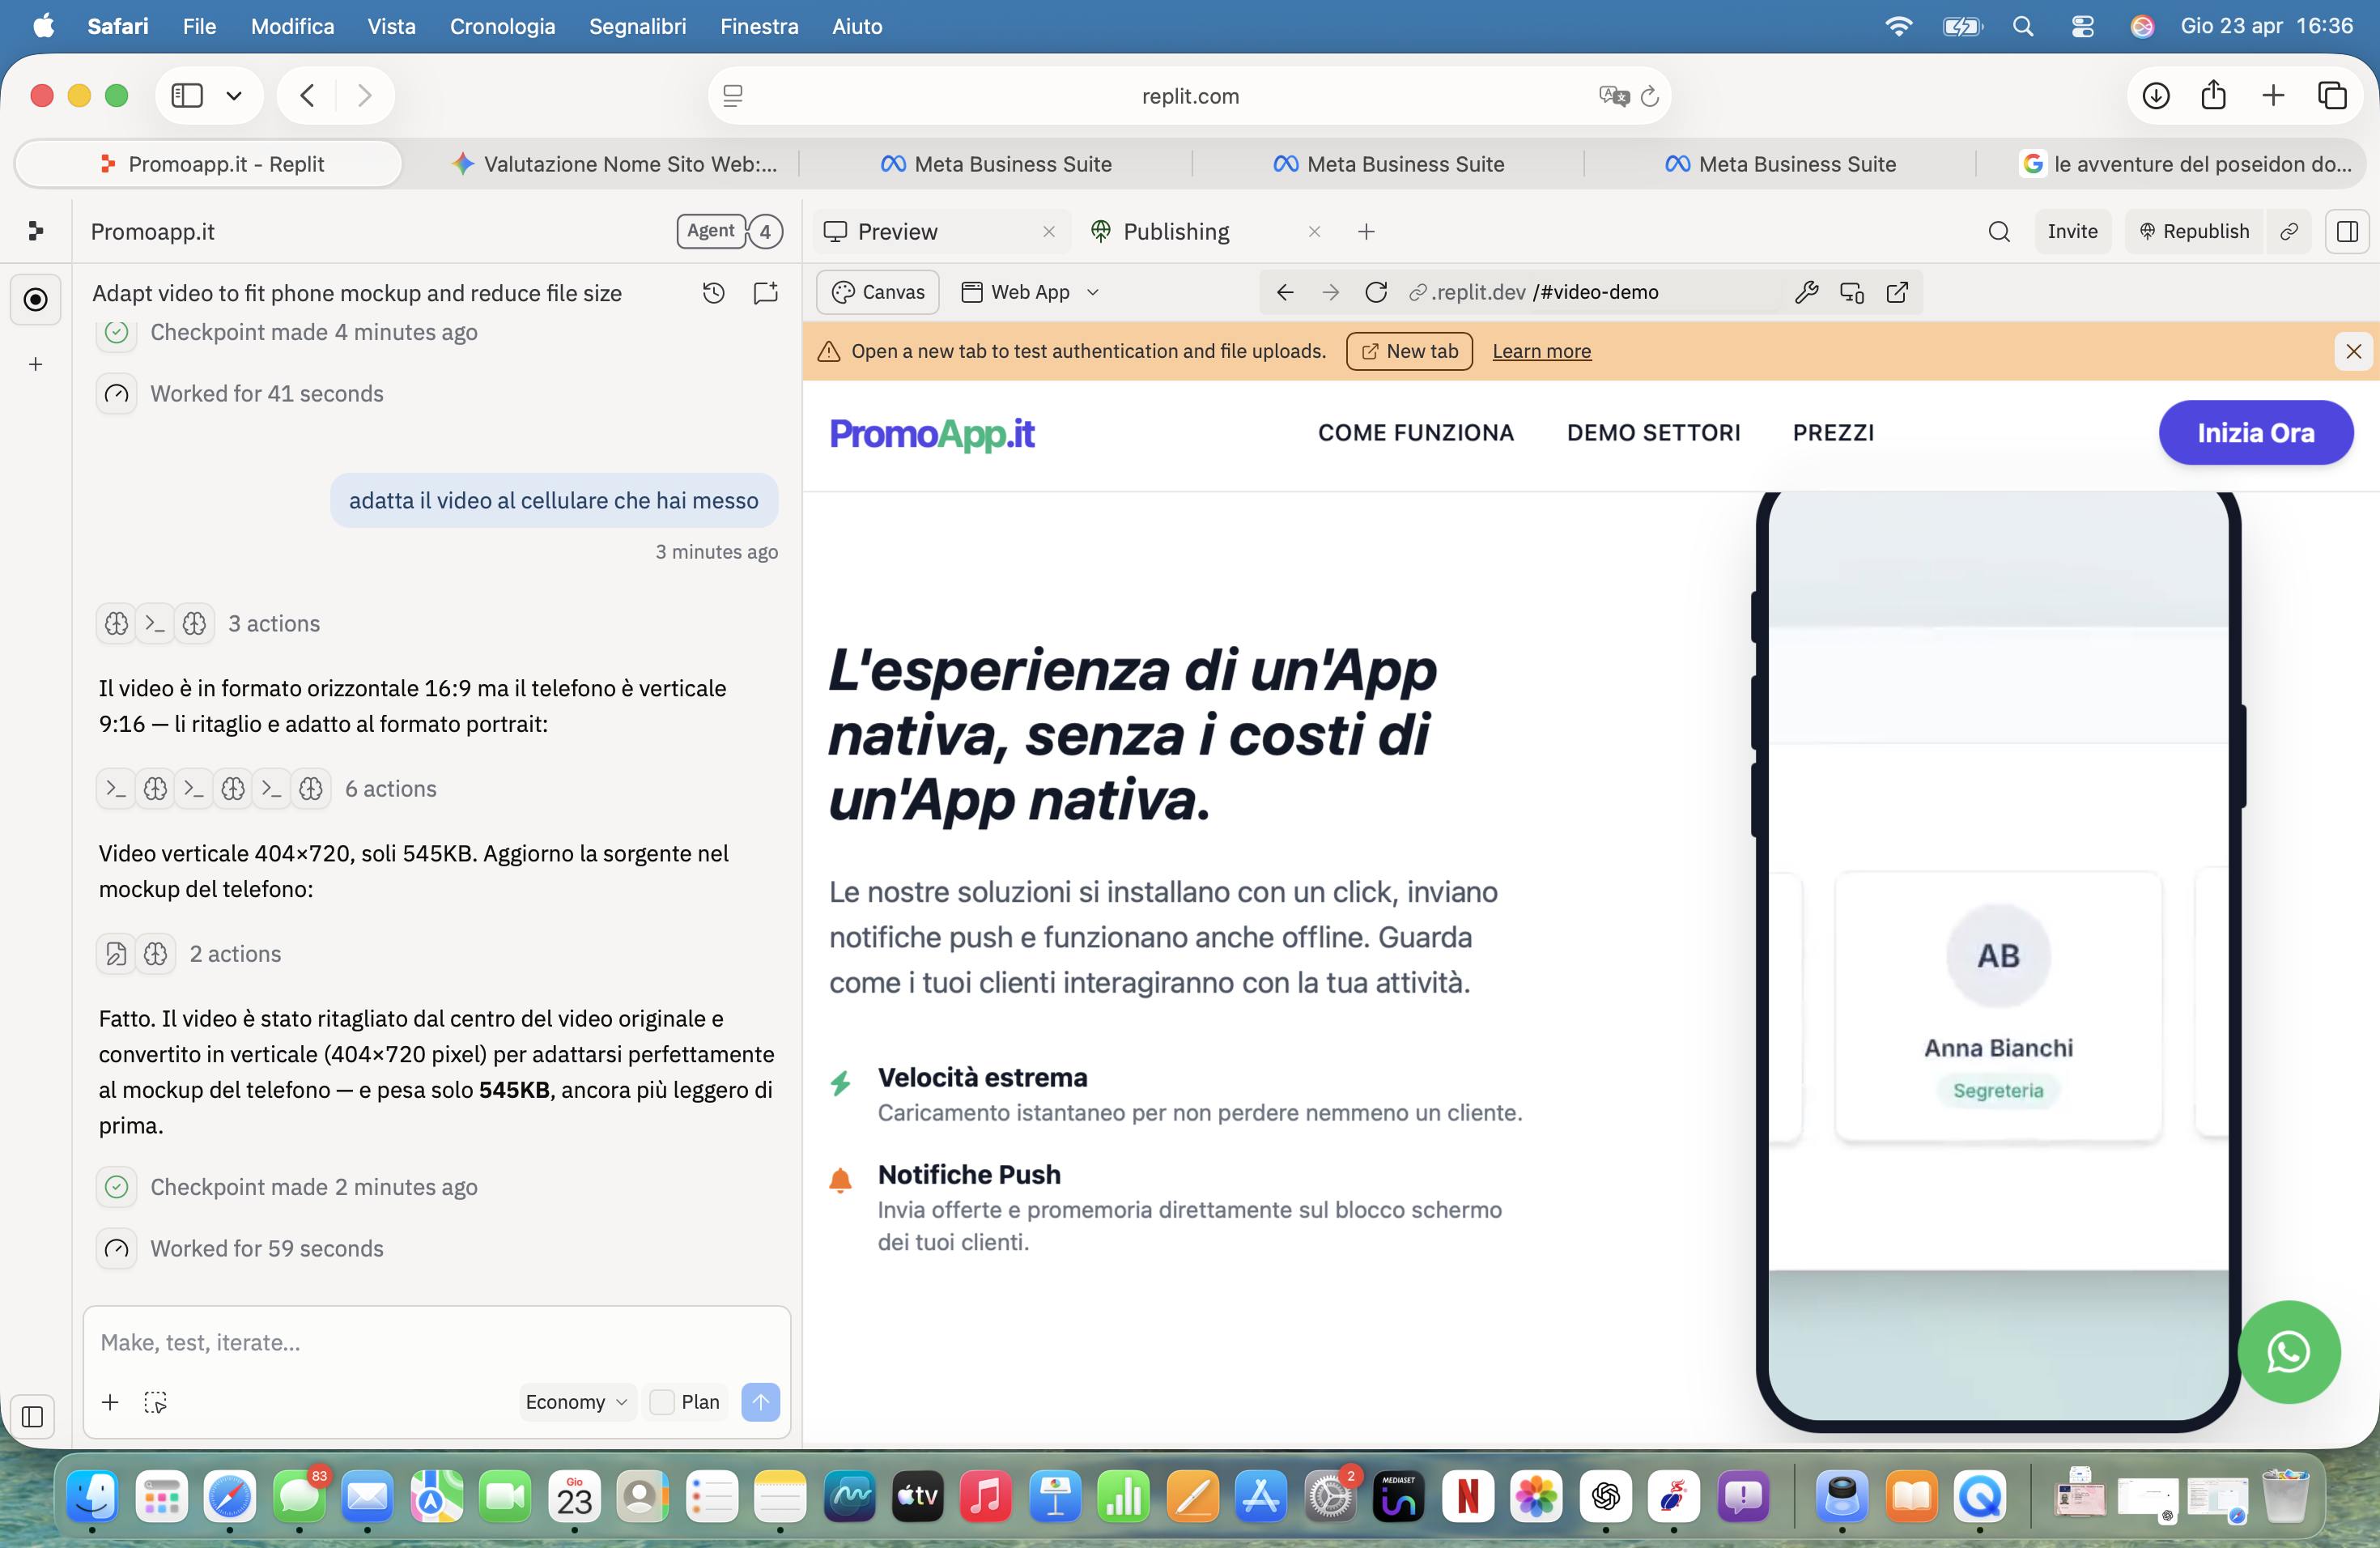 Safari File Modifica Vista Cronologia Segnalibri Finestra Aiuto Gio 23 apr 16:36
replit.com
Promoapp.it - Replit Valutazione Nome Sito Web:... Meta Business Suite Meta Business Suite Meta Business Suite le avventure del poseidon do...
Promoapp.it Agent 4 Preview Publishing Invite Republish
Adapt video to fit phone mockup and reduce file size
Canvas Web App .replit.dev /#video-demo
Checkpoint made 4 minutes ago
Open a new tab to test authentication and file uploads. New tab Learn more
Worked for 41 seconds
adatta il video al cellulare che hai messo
3 minutes ago
3 actions
Il video è in formato orizzontale 16:9 ma il telefono è verticale
9:16 — li ritaglio e adatto al formato portrait:
6 actions
Video verticale 404×720, soli 545KB. Aggiorno la sorgente nel
mockup del telefono:
2 actions
Fatto. Il video è stato ritagliato dal centro del video originale e
convertito in verticale (404×720 pixel) per adattarsi perfettamente
al mockup del telefono — e pesa solo 545KB, ancora più leggero di
prima.
Checkpoint made 2 minutes ago
Worked for 59 seconds
Make, test, iterate...
Economy Plan
PromoApp.it COME FUNZIONA DEMO SETTORI PREZZI Inizia Ora
L'esperienza di un'App
nativa, senza i costi di
un'App nativa.
Le nostre soluzioni si installano con un click, inviano
notifiche push e funzionano anche offline. Guarda
come i tuoi clienti interagiranno con la tua attività.
Velocità estrema
Caricamento istantaneo per non perdere nemmeno un cliente.
Notifiche Push
Invia offerte e promemoria direttamente sul blocco schermo
dei tuoi clienti.
AB
Anna Bianchi
Segreteria
83
Gio
23
tv
2
MEDIASET
in
N